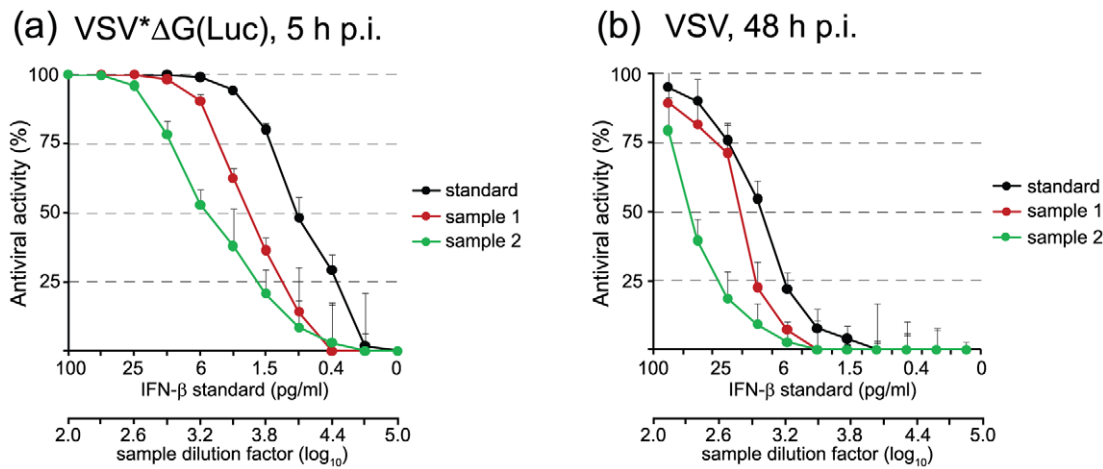 (a) VSV*ΔG(Luc), 5 h p.i.
Antiviral activity (%)
100
75
50
25
standard
sample 1
sample 2
100 25 6 1.5 0.4 0
IFN-β standard (pg/ml)
2.0 2.6 3.2 3.8 4.4 5.0
sample dilution factor (log10)
(b) VSV, 48 h p.i.
Antiviral activity (%)
100
75
50
25
standard
sample 1
sample 2
100 25 6 1.5 0.4 0
IFN-β standard (pg/ml)
2.0 2.6 3.2 3.8 4.4 5.0
sample dilution factor (log10)